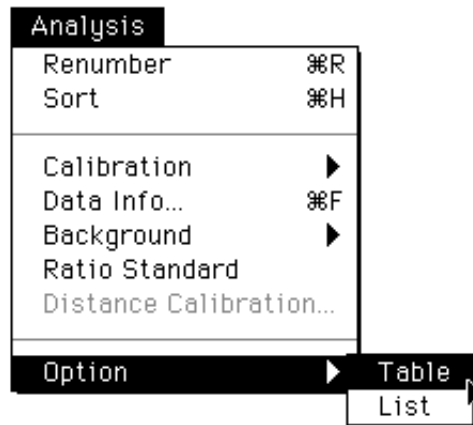 Analysis
Renumber ⌘R
Sort ⌘H
Calibration ▶
Data Info... ⌘F
Background ▶
Ratio Standard
Distance Calibration...
Option ▶ Table
List